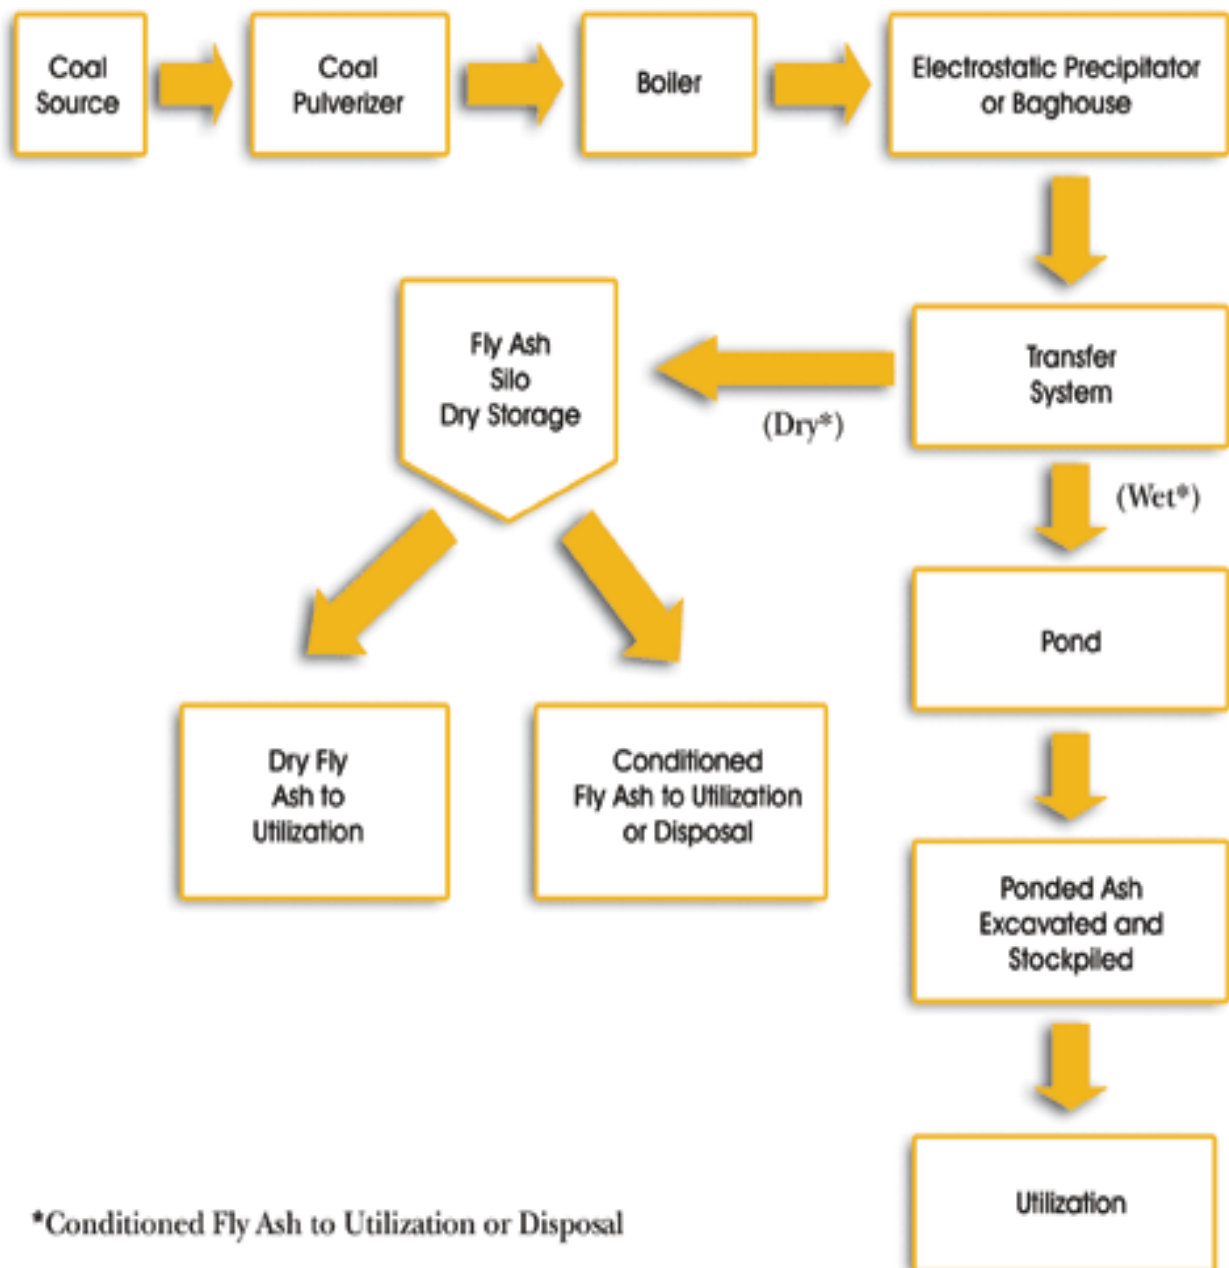 Coal
Source
Coal
Pulverizer
Boiler
Electrostatic Precipitator
or Baghouse
Fly Ash
Silo
Dry Storage
(Dry*)
Transfer
System
(Wet*)
Pond
Dry Fly
Ash to
Utilization
Conditioned
Fly Ash to Utilization
or Disposal
Ponded Ash
Excavated and
Stockpiled
Utilization
*Conditioned Fly Ash to Utilization or Disposal